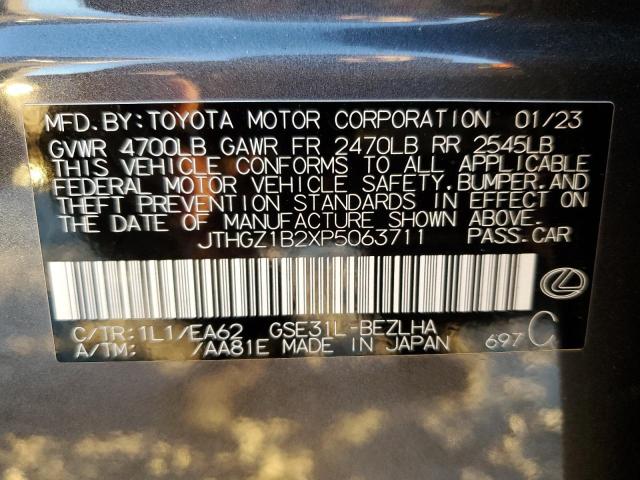 MFD.BY:TOYOTA MOTOR CORPORATION 01/23
GVWR 4700LB GAWR FR 2470LB RR 2545LB
THIS VEHICLE CONFORMS TO ALL APPLICABLE
FEDERAL MOTOR VEHICLE SAFETY.BUMPER.AND
THEFT PREVENTION STANDARDS IN EFFECT ON
THE DATE OF MANUFACTURE SHOWN ABOVE.
JTHGZ1B2XP5063711 PASS.CAR
C/TR:1L1/EA62 GSE31L-BEZLHA
A/TM: /AA81E MADE IN JAPAN 697 C